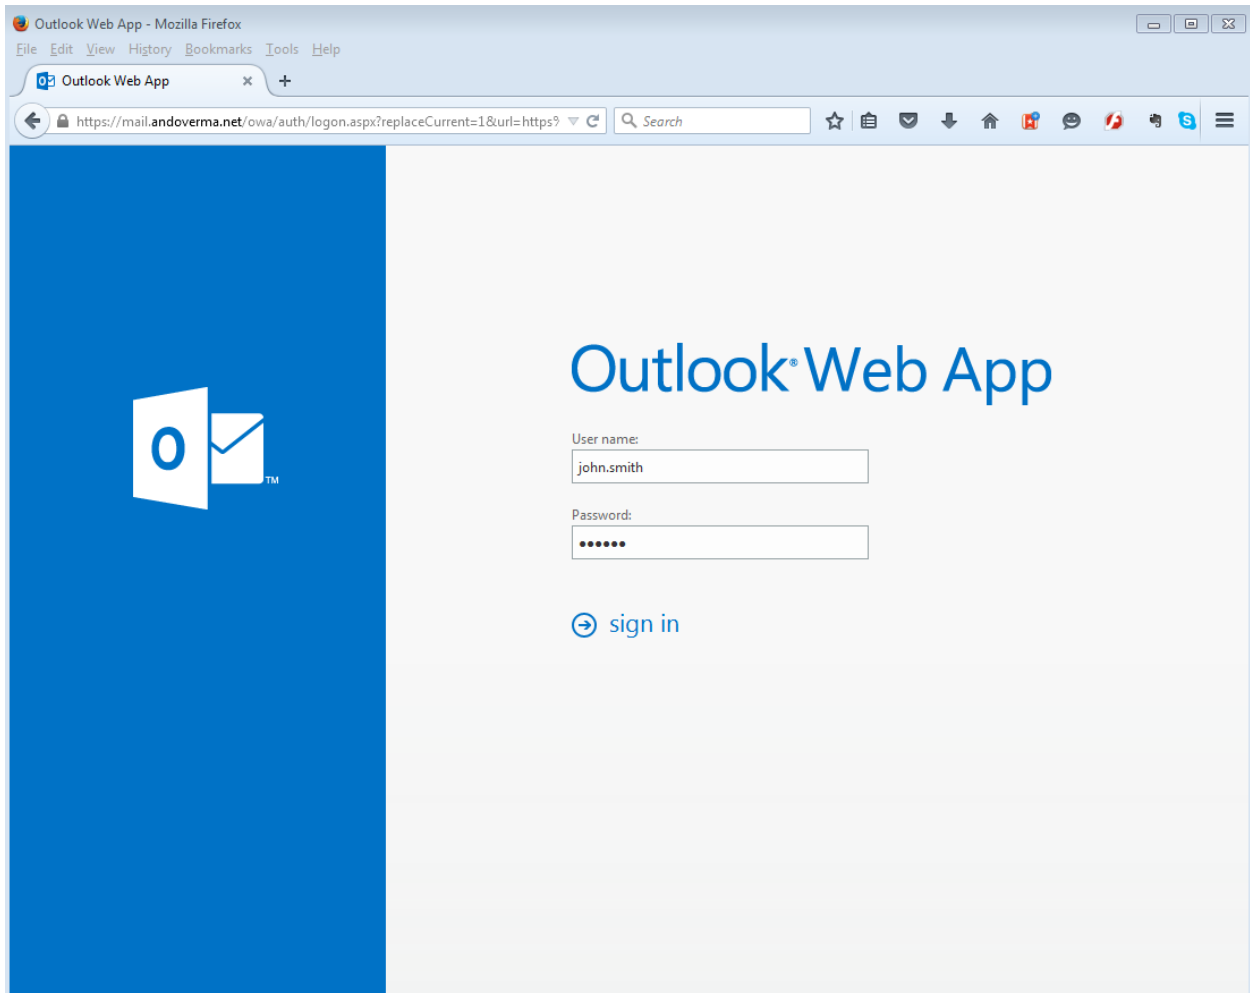 Outlook Web App - Mozilla Firefox
File Edit View History Bookmarks Tools Help
Outlook Web App
https://mail.andoverma.net/owa/auth/logon.aspx?replaceCurrent=1&url=https%
Search
Outlook® Web App
User name:
john.smith
O
TM
Password:
••••••
sign in